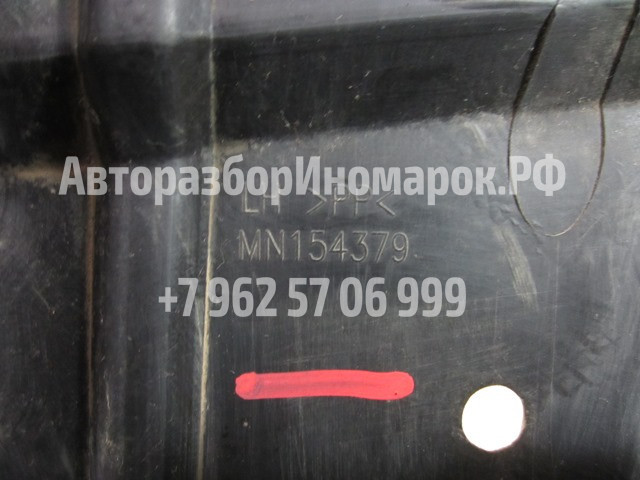 АвторазборИномарок.РФ
LH >PP<
MN154379
+7 962 57 06 999